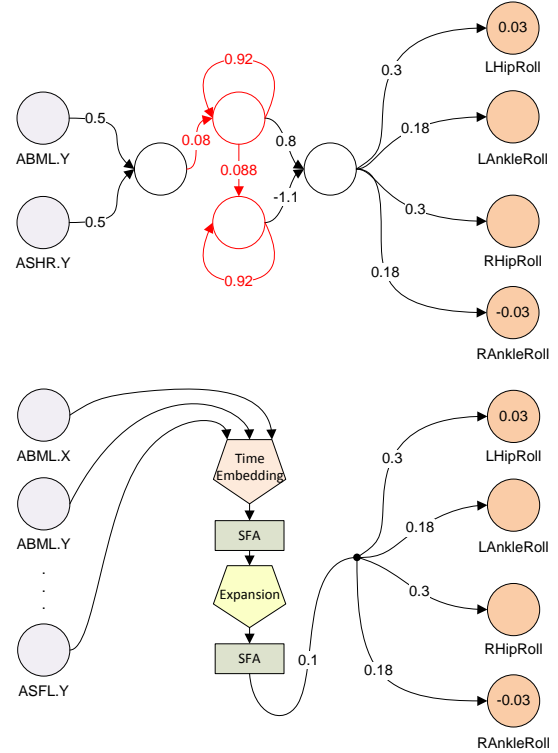 0.03
LHipRoll
0.92
0.3
ABML.Y
0.5
0.08
0.8
0.18
LAnkleRoll
0.088
-1.1
ASHR.Y
0.5
0.3
RHipRoll
0.92
0.18
-0.03
RAnkleRoll
ABML.X
0.03
LHipRoll
Time
Embedding
0.3
ABML.Y
SFA
0.18
LAnkleRoll
.
.
.
Expansion
0.3
RHipRoll
ASFL.Y
SFA
0.1
0.18
-0.03
RAnkleRoll